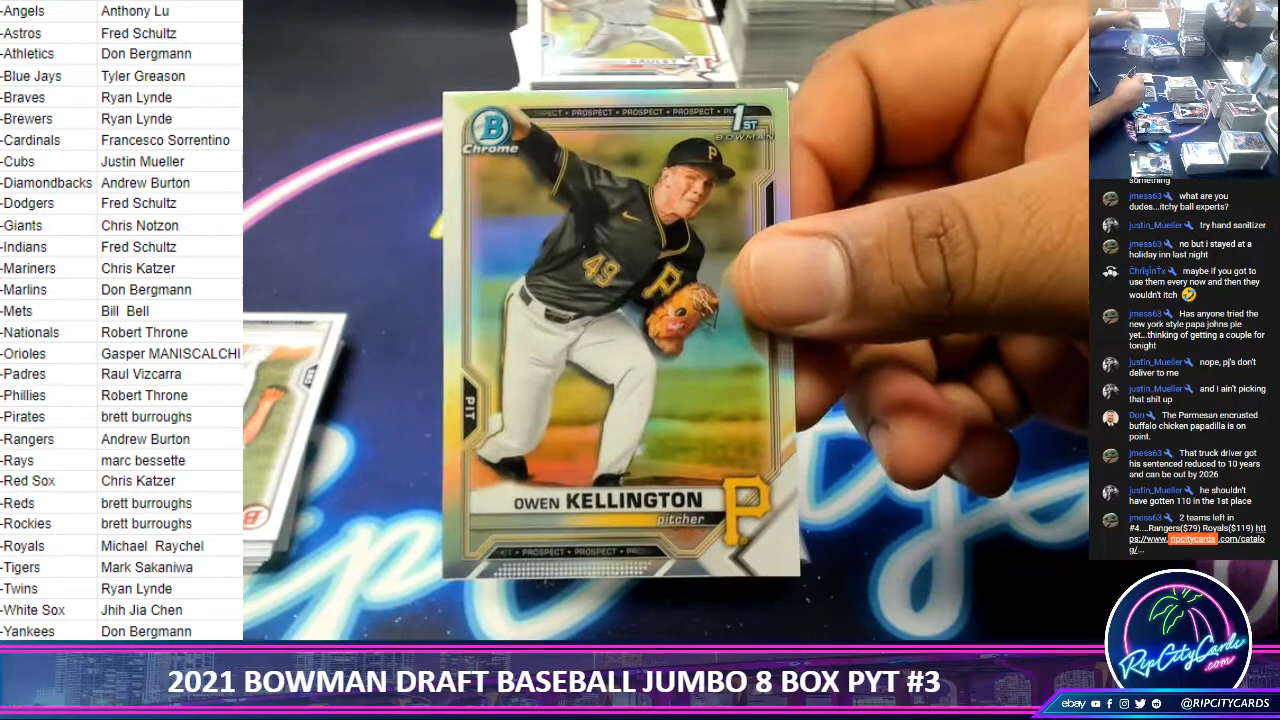 -Angels Anthony Lu
-Astros Fred Schultz
-Athletics Don Bergmann
-Blue Jays Tyler Greason
-Braves Ryan Lynde
-Brewers Ryan Lynde
-Cardinals Francesco Sorrentino
-Cubs Justin Mueller
-Diamondbacks Andrew Burton
-Dodgers Fred Schultz
-Giants Chris Notzon
-Indians Fred Schultz
-Mariners Chris Katzer
-Marlins Don Bergmann
-Mets Bill Bell
-Nationals Robert Throne
-Orioles Gasper MANISCALCHI
-Padres Raul Vizcarra
-Phillies Robert Throne
-Pirates brett burroughs
-Rangers Andrew Burton
-Rays marc bessette
-Red Sox Chris Katzer
-Reds brett burroughs
-Rockies brett burroughs
-Royals Michael Raychel
-Tigers Mark Sakaniwa
-Twins Ryan Lynde
-White Sox Jhih Jia Chen
-Yankees Don Bergmann
PROSPECT • PROSPECT • PROSPECT
B
Chrome
1ST
BOWMAN
P
49
P
PIT
OWEN KELLINGTON
pitcher
P
PROSPECT • PROSPECT
something
jmess63 what are you
dudes...itchy ball experts?
justin_Mueller try hand sanitizer
jmess63 no but i stayed at a
holiday inn last night
maybe if you got to
use them every now and then they
wouldn't itch 🤣
jmess63 Has anyone tried the
new york style papa johns pie
yet...thinking of getting a couple for
tonight
justin_Mueller nope, pj's don't
deliver to me
justin_Mueller and I ain't picking
that shit up
Don The Parmesan encrusted
buffalo chicken papadilla is on
point.
jmess63 That truck driver got
his sentenced reduced to 10 years
and can be out by 2026
justin_Mueller he shouldn't
have gotten 110 in the 1st place
jmess63 2 teams left in
#4....Rangers($79) Royals($119) htt
ps://www.ripcitycards.com/catalo
g/...
RipCityCards
.com
2021 BOWMAN DRAFT BASEBALL JUMBO 8 BOX PYT #3
ebay @RIPCITYCARDS